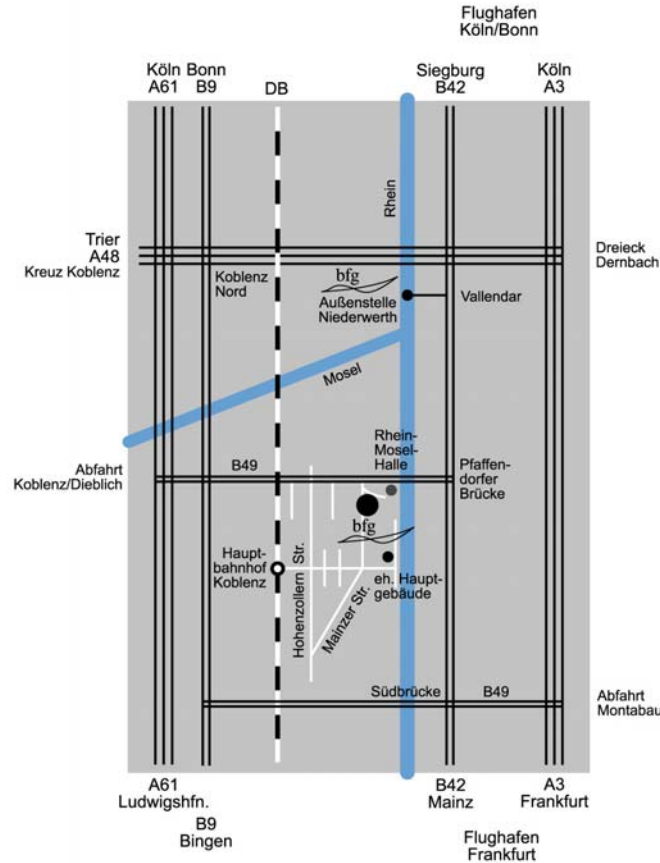 Flughafen
Köln/Bonn
Köln
A61
Bonn
B9
DB
Siegburg
B42
Köln
A3
Rhein
Trier
A48
Kreuz Koblenz
Dreieck
Dernbach
Koblenz
Nord
bfg
Außenstelle
Niederwerth
Vallendar
Mosel
Rhein-
Mosel-
Halle
Abfahrt
Koblenz/Dieblich
B49
Pfaffen-
dorfer
Brücke
bfg
Haupt-
bahnhof
Koblenz
Hohenzollern Str.
Mainzer Str.
eh. Haupt-
gebäude
Südbrücke
B49
Abfahrt
Montabau
A61
Ludwigshfn.
B9
Bingen
B42
Mainz
A3
Frankfurt
Flughafen
Frankfurt